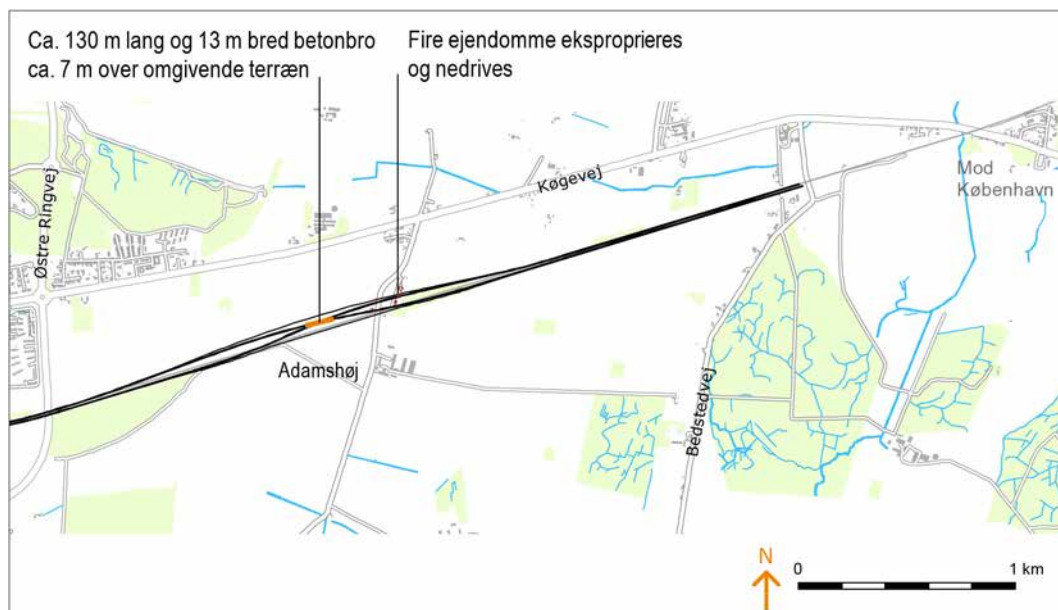 Ca. 130 m lang og 13 m bred betonbro
ca. 7 m over omgivende terræn
Fire ejendomme eksproprieres
og nedrives
Østre Ringvej
Køgevej
Mod
København
Adamshøj
Bedstedvej
N
0
1 km